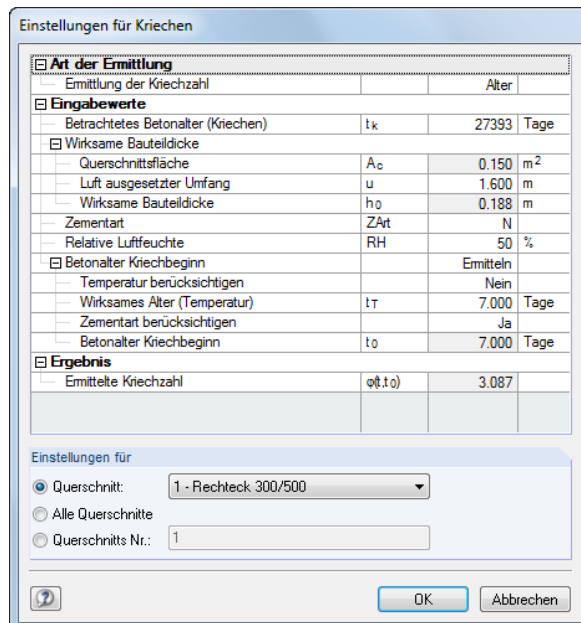 Einstellungen für Kriechen
Art der Ermittlung
Ermittlung der Kriechzahl Alter
Eingabewerte
Betrachtetes Betonalter (Kriechen) tk 27393 Tage
Wirksame Bauteildicke
Querschnittsfläche Ac 0.150 m2
Luft ausgesetzter Umfang u 1.600 m
Wirksame Bauteildicke h0 0.188 m
Zementart ZArt N
Relative Luftfeuchte RH 50 %
Betonalter Kriechbeginn Ermitteln
Temperatur berücksichtigen Nein
Wirksames Alter (Temperatur) tT 7.000 Tage
Zementart berücksichtigen Ja
Betonalter Kriechbeginn t0 7.000 Tage
Ergebnis
Ermittelte Kriechzahl φ(t,t0) 3.087
Einstellungen für
Querschnitt: 1 - Rechteck 300/500
Alle Querschnitte
Querschnitts Nr.: 1
OK Abbrechen